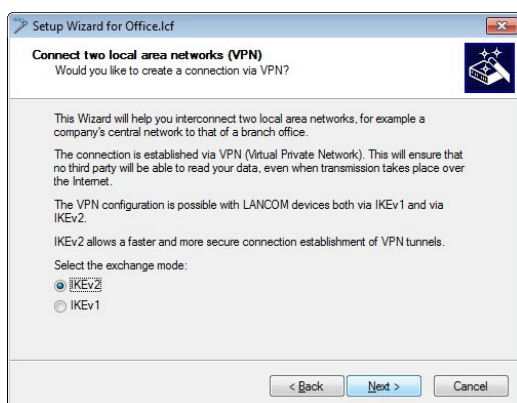 Setup Wizard for Office.lcf
Connect two local area networks (VPN)
Would you like to create a connection via VPN?
This Wizard will help you interconnect two local area networks, for example a
company's central network to that of a branch office.
The connection is established via VPN (Virtual Private Network). This will ensure that
no third party will be able to read your data, even when transmission takes place over
the Internet.
The VPN configuration is possible with LANCOM devices both via IKEv1 and via
IKEv2.
IKEv2 allows a faster and more secure connection establishment of VPN tunnels.
Select the exchange mode:
IKEv2
IKEv1
< Back Next > Cancel